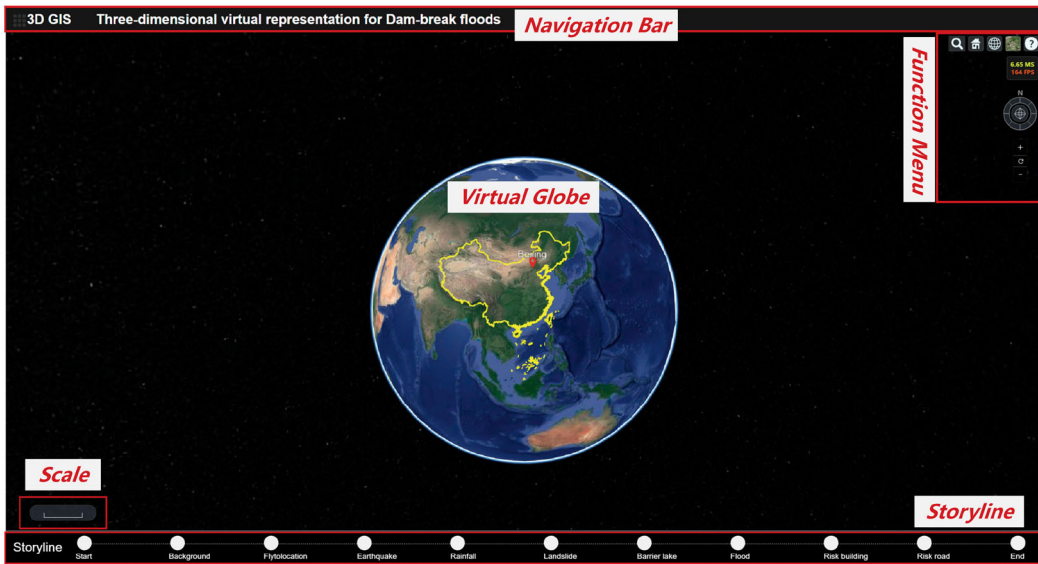 3D GIS Three-dimensional virtual representation for Dam-break floods
Navigation Bar
Function Menu
6.65 MS
164 FPS
N
Virtual Globe
Beijing
Scale
Storyline
Storyline
Start Background Flytolocation Earthquake Rainfall Landslide Barrier lake Flood Risk building Risk road End